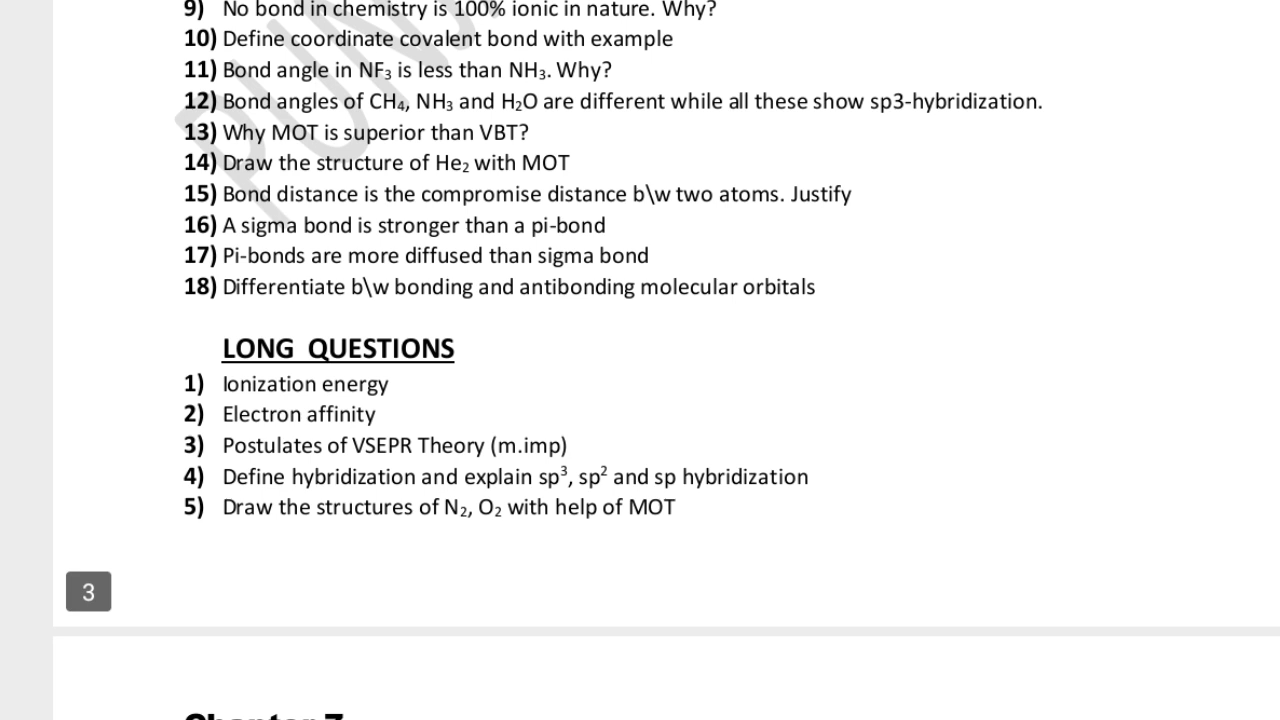 9) No bond in chemistry is 100% ionic in nature. Why?
10) Define coordinate covalent bond with example
11) Bond angle in NF₃ is less than NH₃. Why?
12) Bond angles of CH₄, NH₃ and H₂O are different while all these show sp3-hybridization.
13) Why MOT is superior than VBT?
14) Draw the structure of He₂ with MOT
15) Bond distance is the compromise distance b\w two atoms. Justify
16) A sigma bond is stronger than a pi-bond
17) Pi-bonds are more diffused than sigma bond
18) Differentiate b\w bonding and antibonding molecular orbitals
LONG QUESTIONS
1) Ionization energy
2) Electron affinity
3) Postulates of VSEPR Theory (m.imp)
4) Define hybridization and explain sp³, sp² and sp hybridization
5) Draw the structures of N₂, O₂ with help of MOT
3
Chapter 7